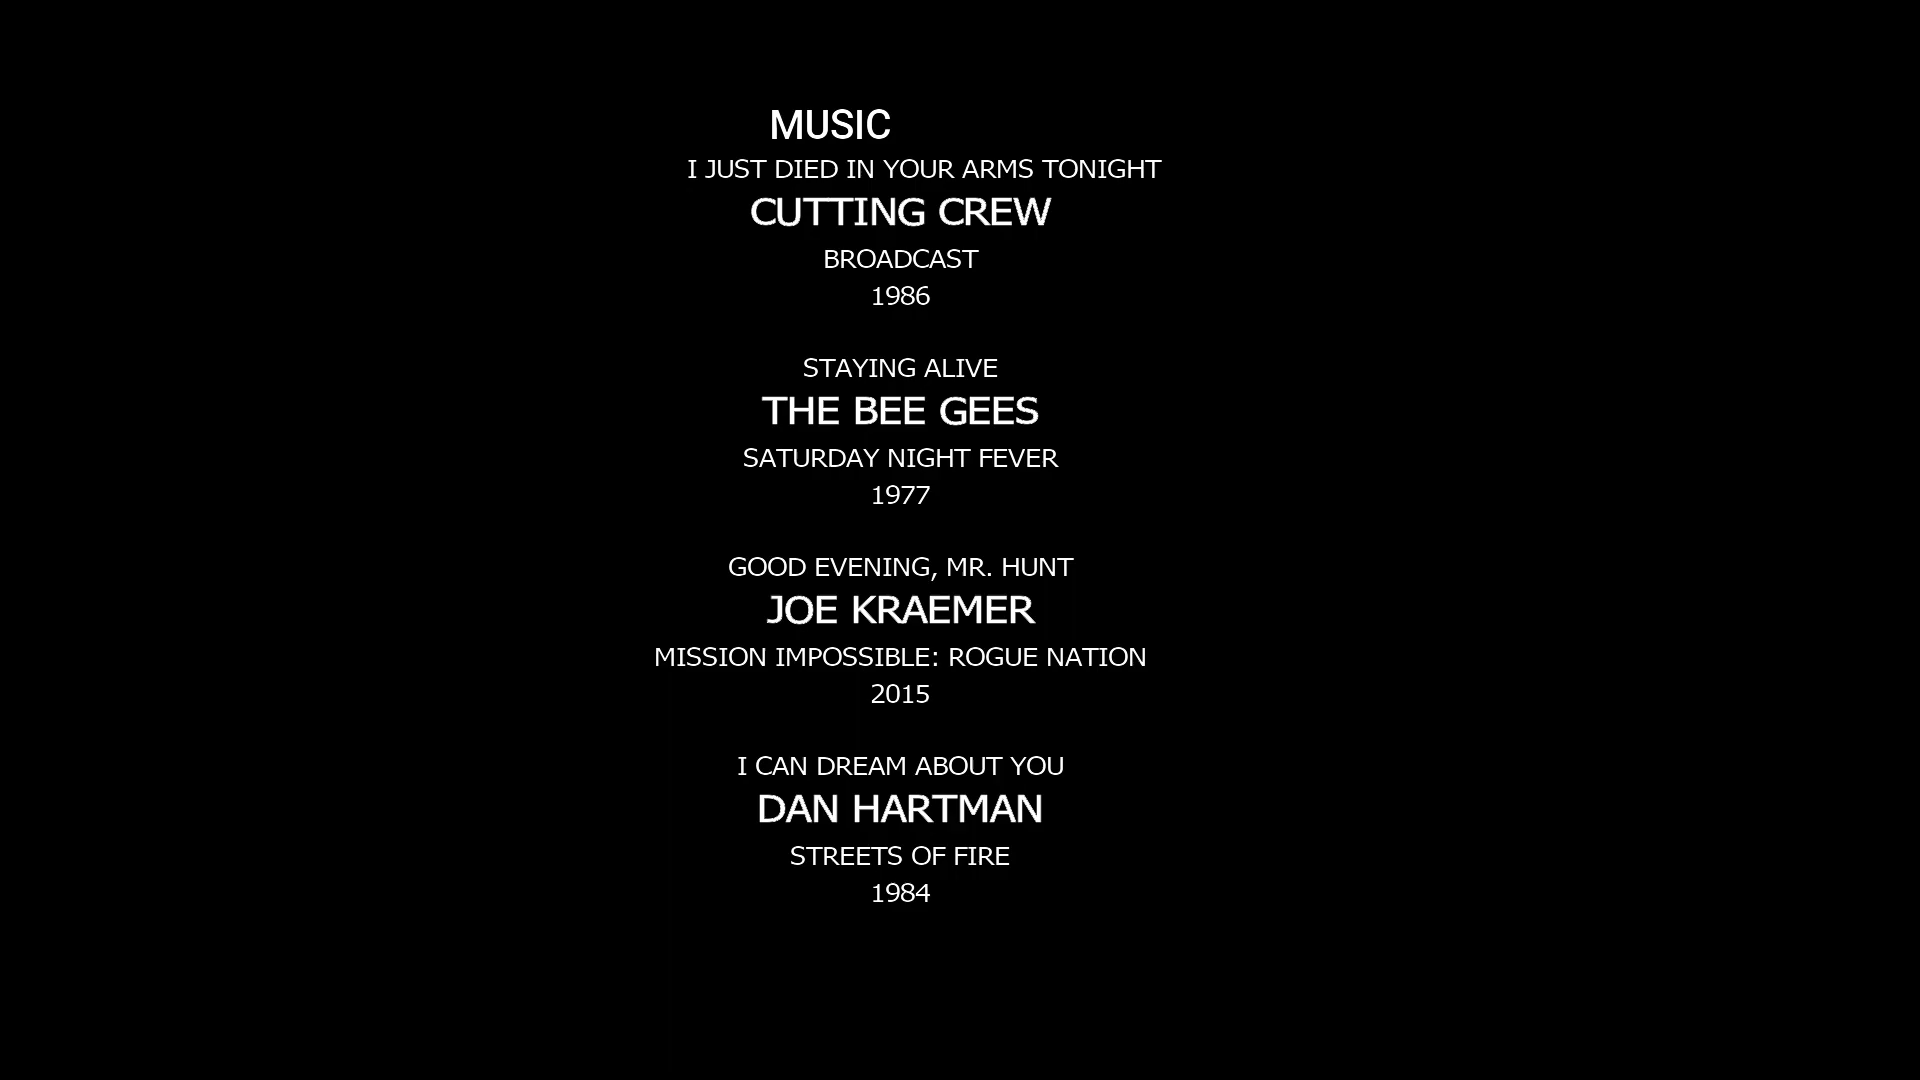 MUSIC
I JUST DIED IN YOUR ARMS TONIGHT
CUTTING CREW
BROADCAST
1986
STAYING ALIVE
THE BEE GEES
SATURDAY NIGHT FEVER
1977
GOOD EVENING, MR. HUNT
JOE KRAEMER
MISSION IMPOSSIBLE: ROGUE NATION
2015
I CAN DREAM ABOUT YOU
DAN HARTMAN
STREETS OF FIRE
1984